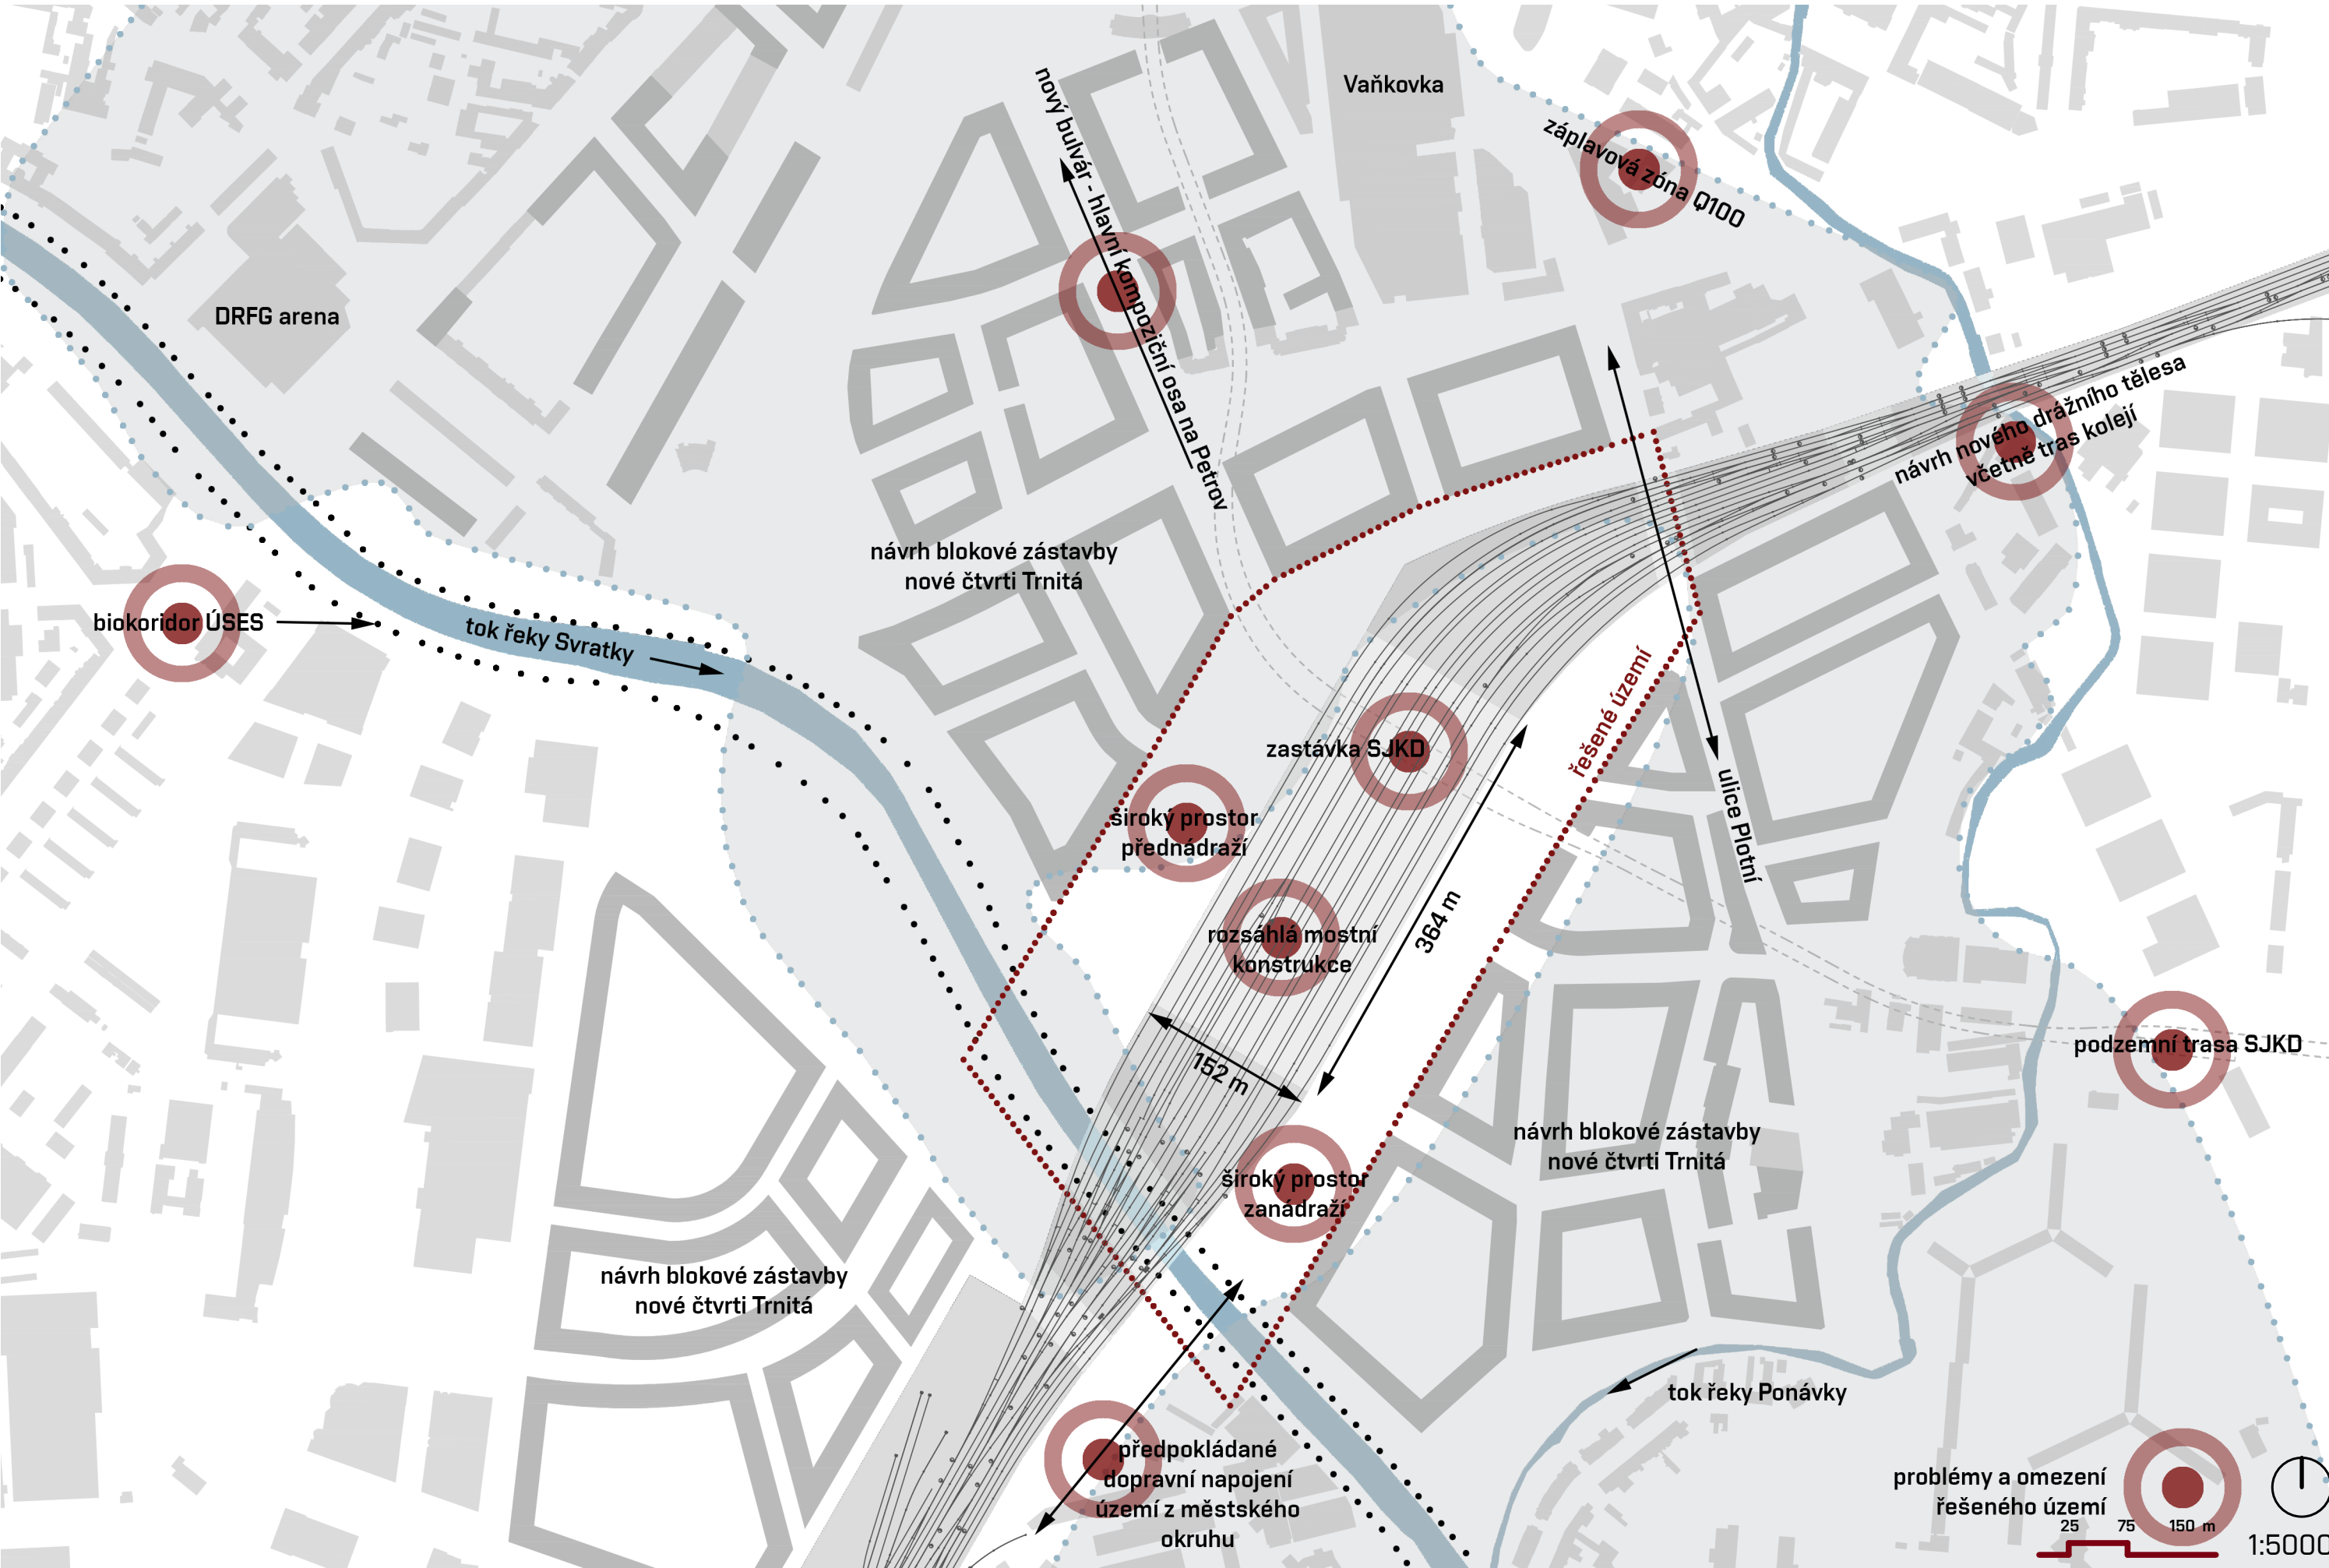 Vaňkovka
nový bulvár - hlavní kompoziční osa na Petrov
záplavová zóna Q100
DRFG arena
návrh nového drážního tělesa
včetně tras kolejí
návrh blokové zástavby
nové čtvrti Trnitá
biokoridor ÚSES
tok řeky Svratky
řešené území
zastávka SJKD
ulice Plotní
široký prostor
přednádraží
364 m
rozsáhlá mostní
konstrukce
152 m
podzemní trasa SJKD
návrh blokové zástavby
nové čtvrti Trnitá
široký prostor
zanádraží
návrh blokové zástavby
nové čtvrti Trnitá
tok řeky Ponávky
předpokládané
dopravní napojení
území z městského
okruhu
problémy a omezení
řešeného území
25 75 150 m
1:5000